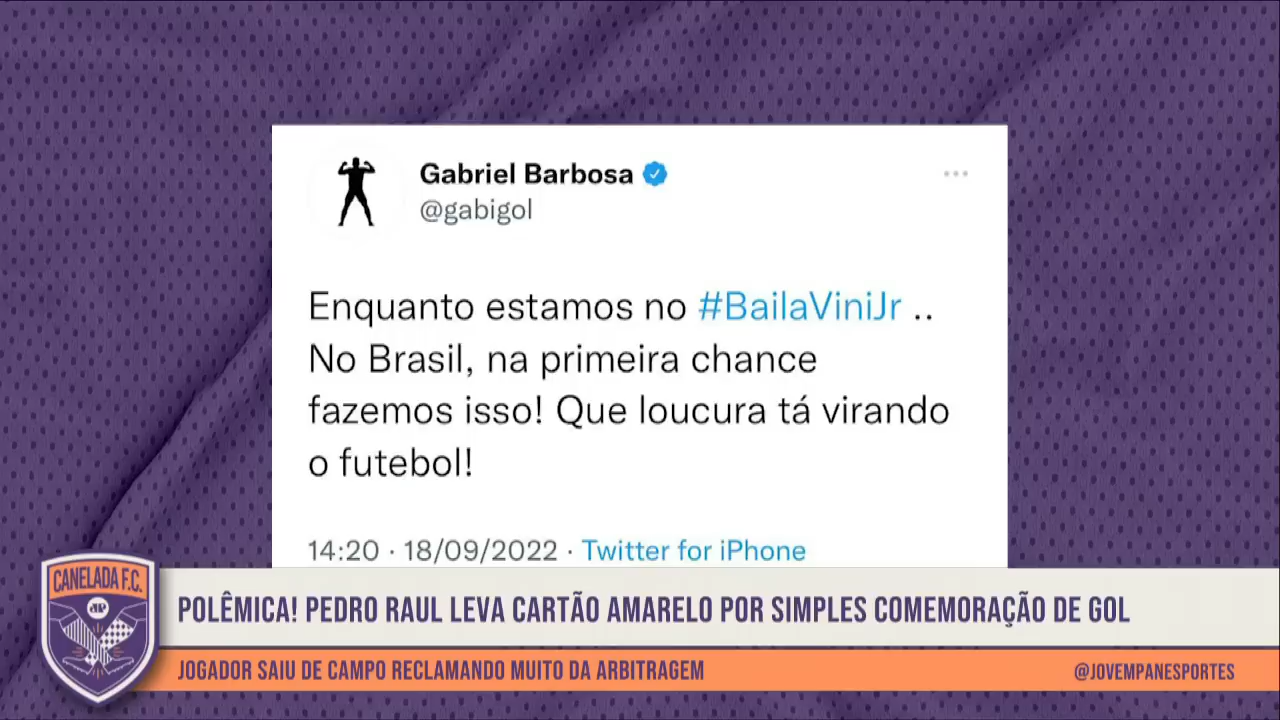 Gabriel Barbosa
@gabigol
Enquanto estamos no #BailaViniJr ..
No Brasil, na primeira chance
fazemos isso! Que loucura tá virando
o futebol!
14:20 · 18/09/2022 · Twitter for iPhone
CANELADA F.C.
JP
POLÊMICA! PEDRO RAUL LEVA CARTÃO AMARELO POR SIMPLES COMEMORAÇÃO DE GOL
JOGADOR SAIU DE CAMPO RECLAMANDO MUITO DA ARBITRAGEM
@JOVEMPANESPORTES